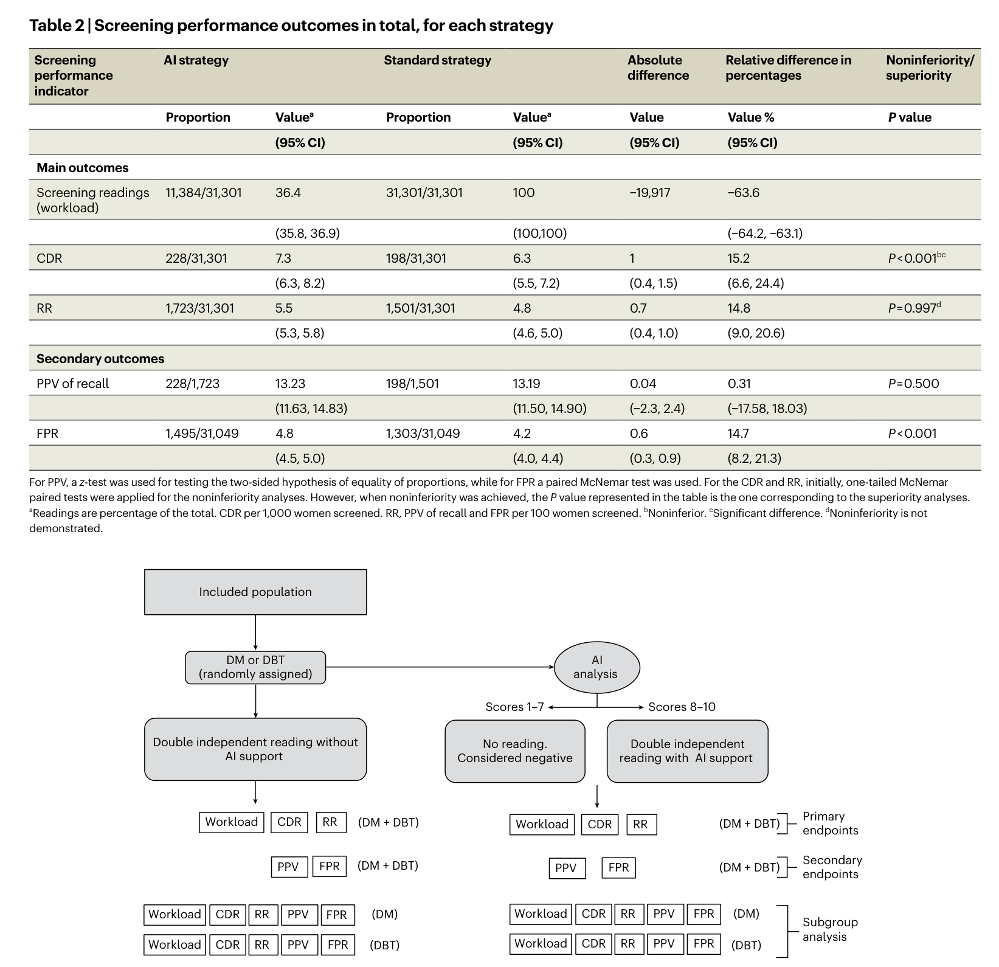 Table 2 | Screening performance outcomes in total, for each strategy
Screening performance indicator AI strategy Standard strategy Absolute difference Relative difference in percentages Noninferiority/ superiority
Proportion Valueᵃ Proportion Valueᵃ Value Value % P value
(95% CI) (95% CI) (95% CI) (95% CI)
Main outcomes
Screening readings (workload) 11,384/31,301 36.4 31,301/31,301 100 −19,917 −63.6
(35.8, 36.9) (100,100) (−64.2, −63.1)
CDR 228/31,301 7.3 198/31,301 6.3 1 15.2 P<0.001ᵇᶜ
(6.3, 8.2) (5.5, 7.2) (0.4, 1.5) (6.6, 24.4)
RR 1,723/31,301 5.5 1,501/31,301 4.8 0.7 14.8 P=0.997ᵈ
(5.3, 5.8) (4.6, 5.0) (0.4, 1.0) (9.0, 20.6)
Secondary outcomes
PPV of recall 228/1,723 13.23 198/1,501 13.19 0.04 0.31 P=0.500
(11.63, 14.83) (11.50, 14.90) (−2.3, 2.4) (−17.58, 18.03)
FPR 1,495/31,049 4.8 1,303/31,049 4.2 0.6 14.7 P<0.001
(4.5, 5.0) (4.0, 4.4) (0.3, 0.9) (8.2, 21.3)
For PPV, a z-test was used for testing the two-sided hypothesis of equality of proportions, while for FPR a paired McNemar test was used. For the CDR and RR, initially, one-tailed McNemar
paired tests were applied for the noninferiority analyses. However, when noninferiority was achieved, the P value represented in the table is the one corresponding to the superiority analyses.
ᵃReadings are percentage of the total. CDR per 1,000 women screened. RR, PPV of recall and FPR per 100 women screened. ᵇNoninferior. ᶜSignificant difference. ᵈNoninferiority is not
demonstrated.
Included population
DM or DBT
(randomly assigned)
AI
analysis
Scores 1–7
Scores 8–10
Double independent reading without
AI support
No reading.
Considered negative
Double independent
reading with AI support
Workload CDR RR (DM + DBT)
Workload CDR RR (DM + DBT)
Primary
endpoints
PPV FPR (DM + DBT)
PPV FPR (DM + DBT)
Secondary
endpoints
Workload CDR RR PPV FPR (DM)
Workload CDR RR PPV FPR (DM)
Workload CDR RR PPV FPR (DBT)
Workload CDR RR PPV FPR (DBT)
Subgroup
analysis